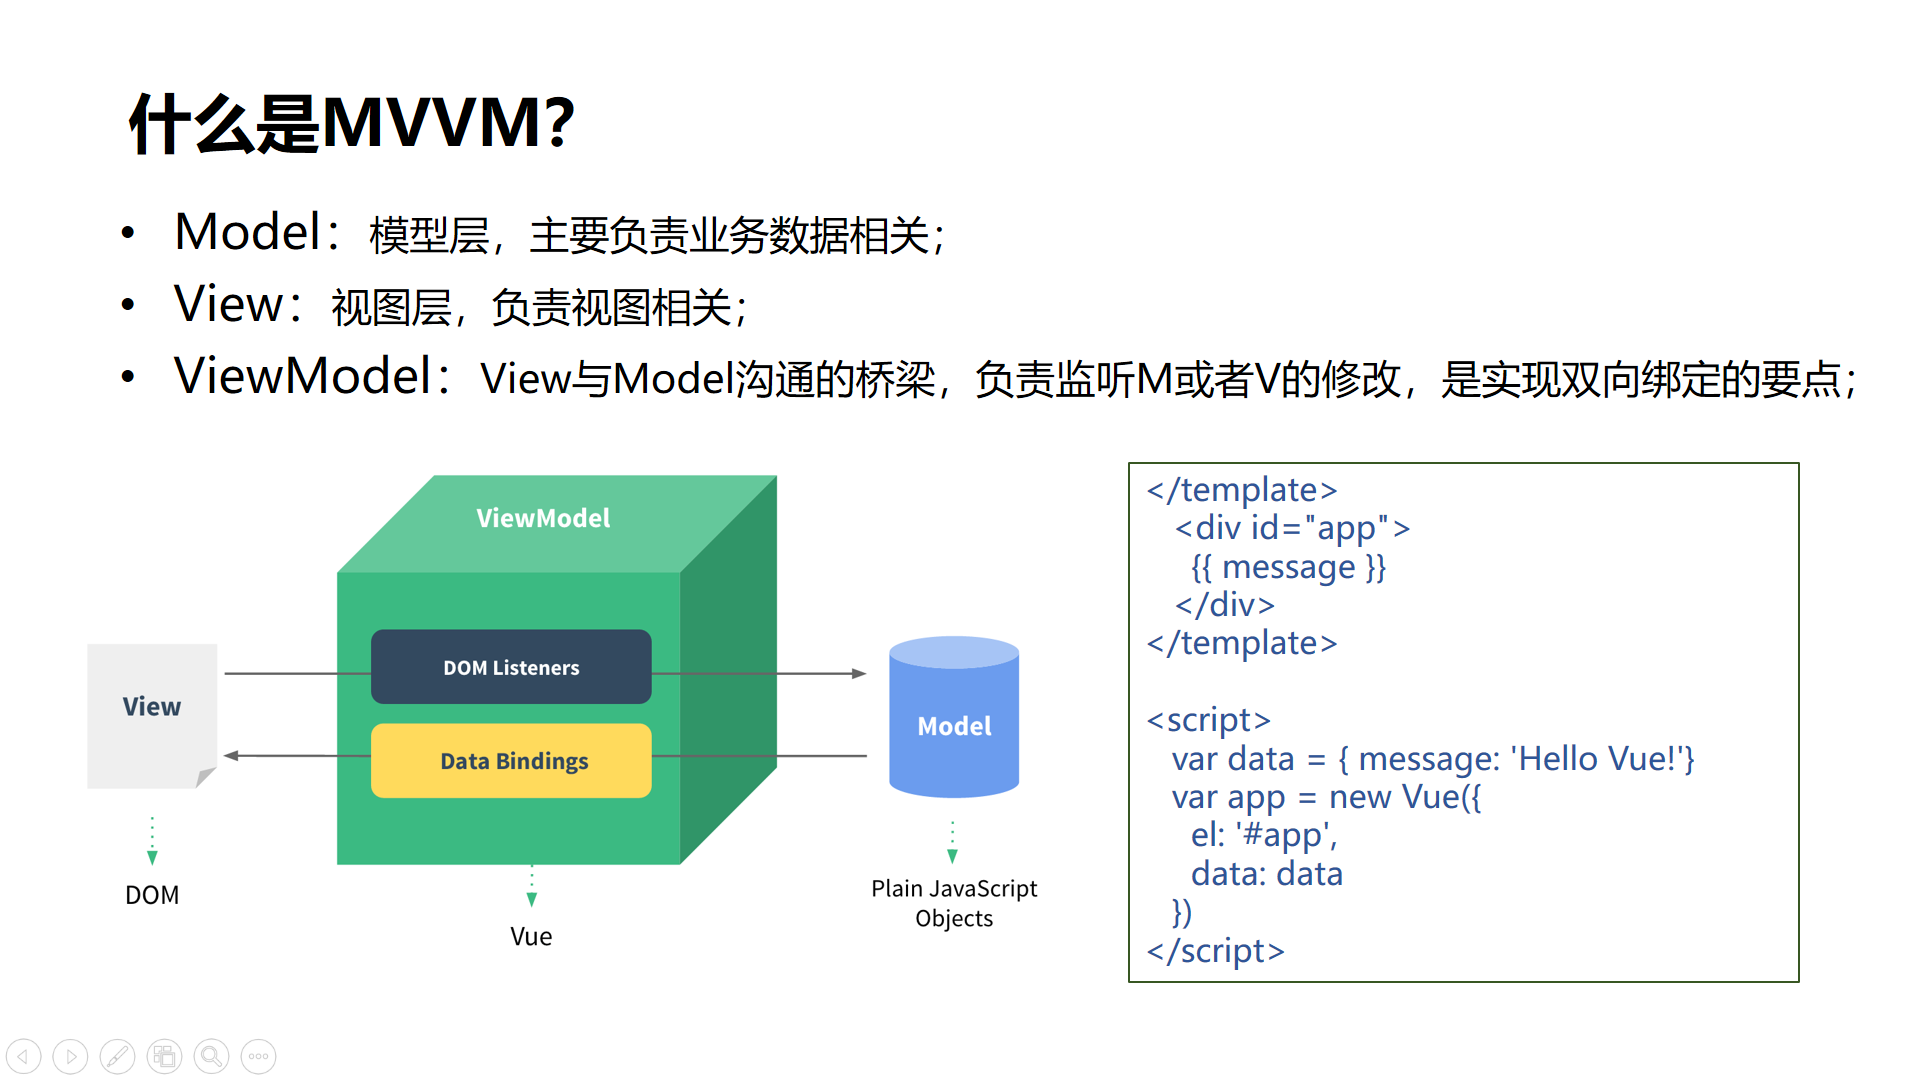 什么是MVVM？
• Model：模型层，主要负责业务数据相关；
• View：视图层，负责视图相关；
• ViewModel：View与Model沟通的桥梁，负责监听M或者V的修改，是实现双向绑定的要点；
ViewModel
DOM Listeners
View
Data Bindings
Model
DOM
Vue
Plain JavaScript
Objects
</template>
<div id="app">
{{ message }}
</div>
</template>
<script>
var data = { message: 'Hello Vue!'}
var app = new Vue({
el: '#app',
data: data
})
</script>